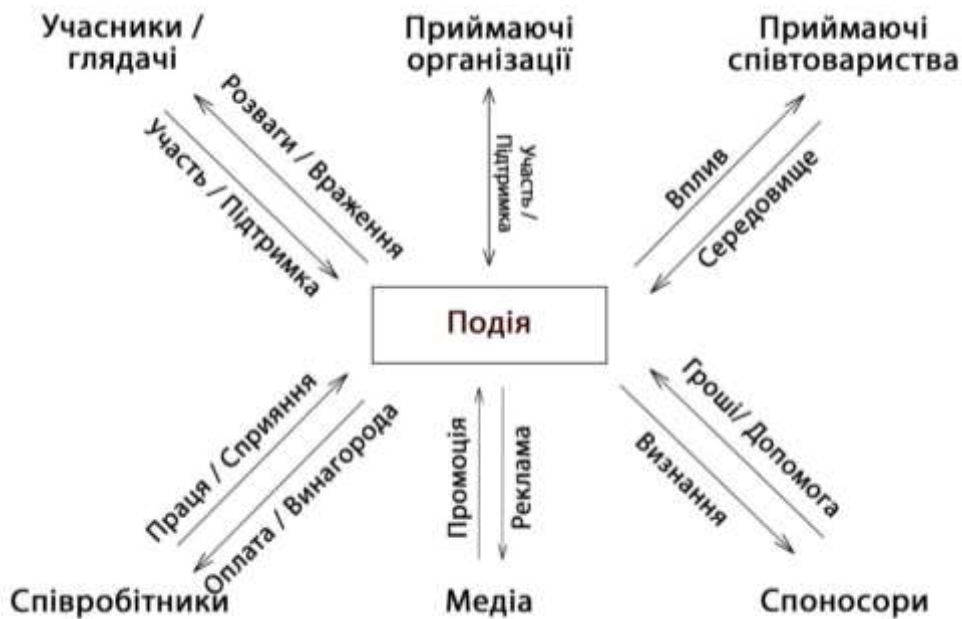 Учасники /
глядачі
Приймаючі
організації
Приймаючі
співтовариства
Розваги / Враження
Участь / Підтримка
Участь /
Підтримка
Вплив
Середовище
Подія
Праця / Сприяння
Оплата / Винагорода
Промоція
Реклама
Гроші/ Допомога
Визнання
Співробітники
Медіа
Споносори